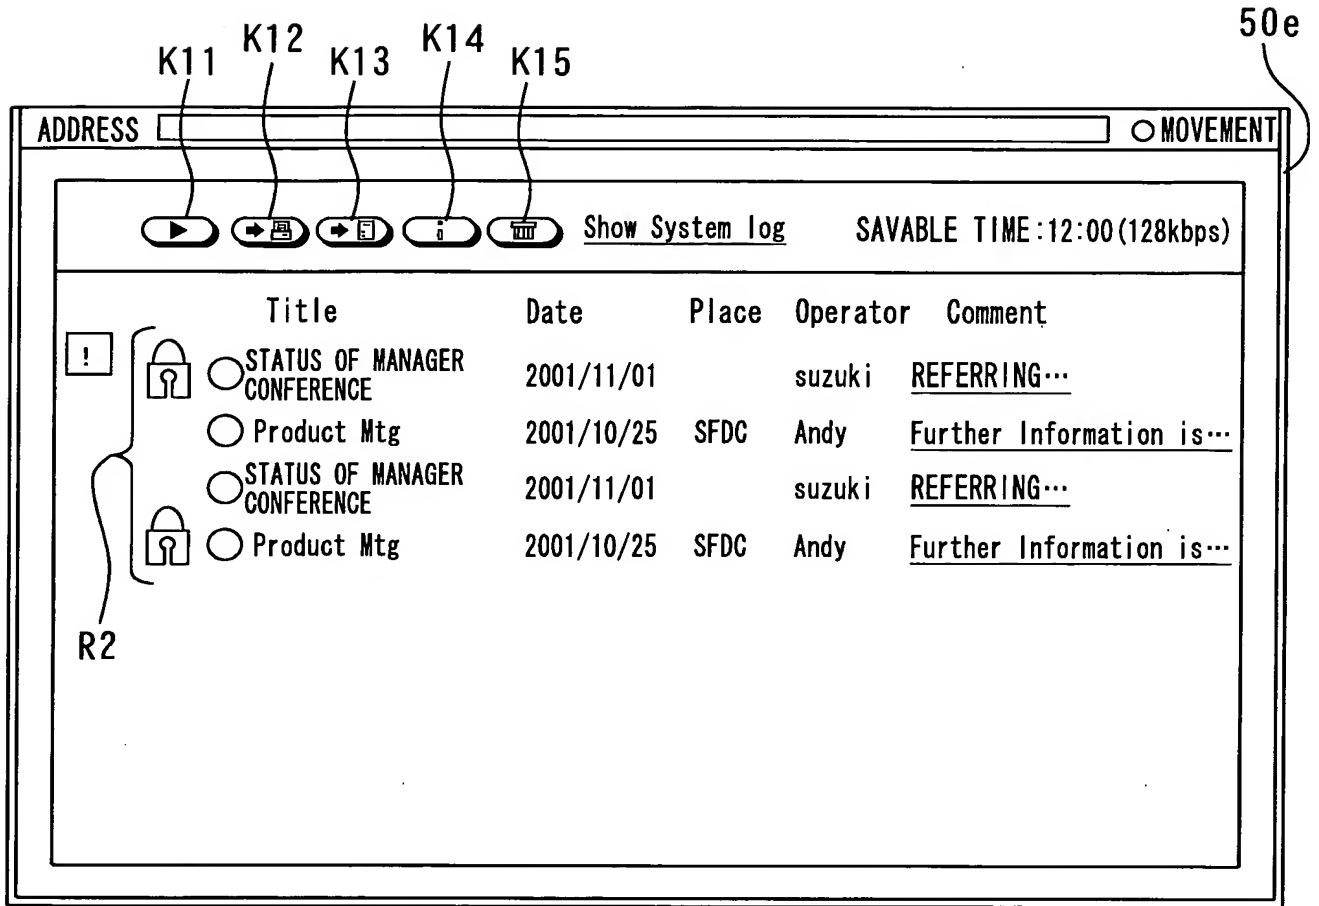 50e
K11 K12 K13 K14 K15
ADDRESS MOVEMENT
Show System log SAVABLE TIME:12:00(128kbps)
Title Date Place Operator Comment
! STATUS OF MANAGER
CONFERENCE 2001/11/01 suzuki REFERRING…
Product Mtg 2001/10/25 SFDC Andy Further Information is…
STATUS OF MANAGER
CONFERENCE 2001/11/01 suzuki REFERRING…
Product Mtg 2001/10/25 SFDC Andy Further Information is…
R2